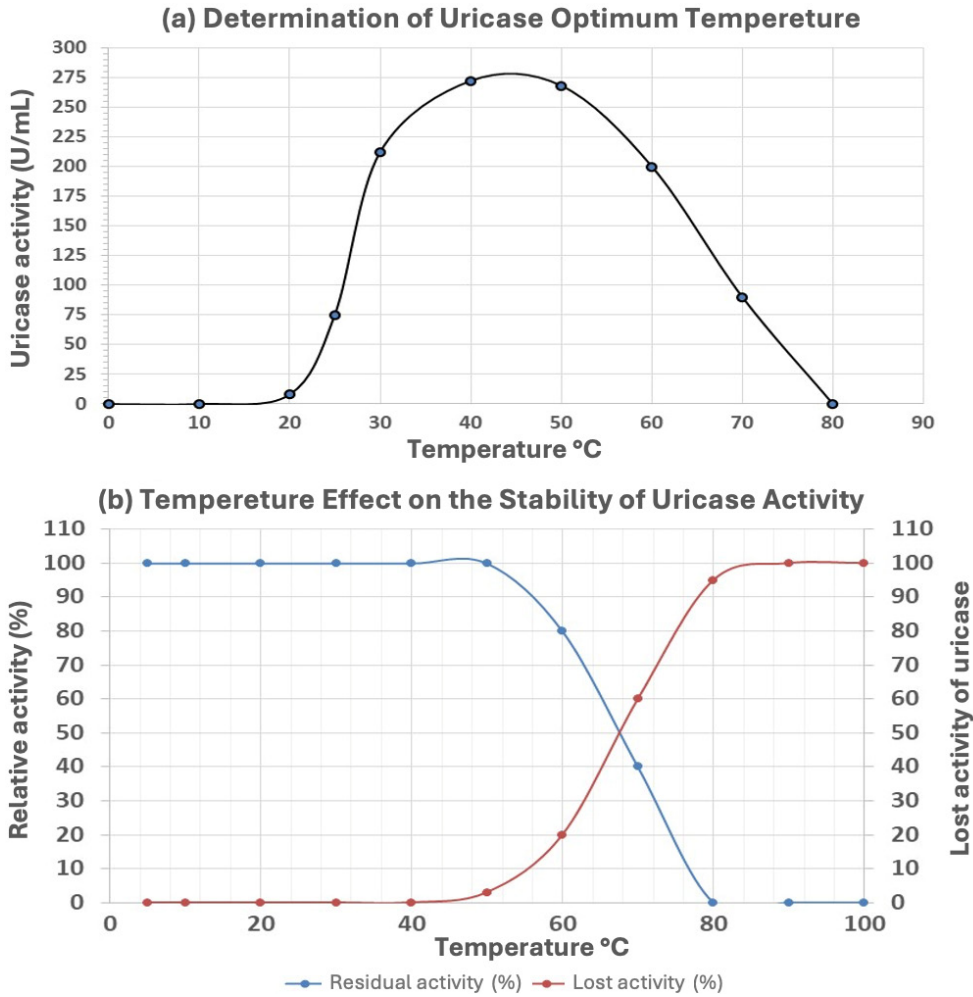 (a) Determination of Uricase Optimum Tempereture
300
275
250
225
200
175
150
125
100
75
50
25
0
Uricase activity (U/mL)
0 10 20 30 40 50 60 70 80 90
Temperature °C
(b) Tempereture Effect on the Stability of Uricase Activity
110 110
100 100
90 90
80 80
70 70
60 60
50 50
40 40
30 30
20 20
10 10
0 0
Relative activity (%)
Lost activity of uricase
0 20 40 60 80 100
Temperature °C
Residual activity (%) Lost activity (%)